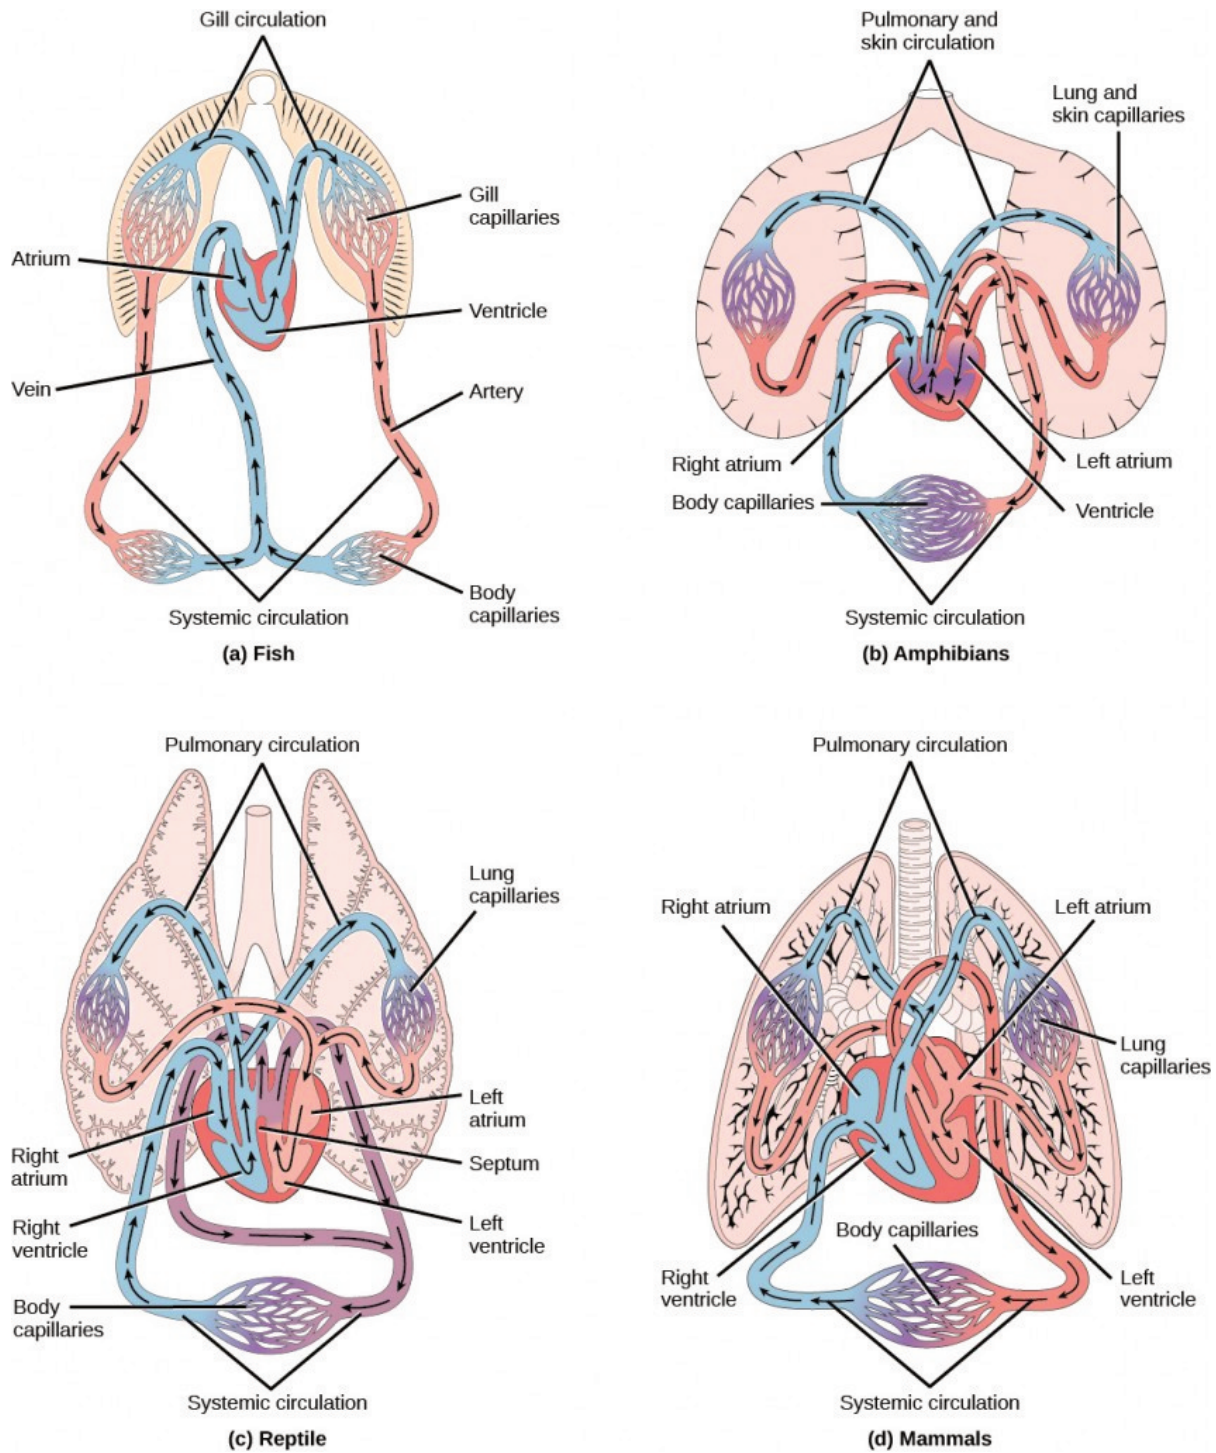 Gill circulation
Gill
capillaries
Atrium
Ventricle
Vein
Artery
Body
capillaries
Systemic circulation
(a) Fish
Pulmonary and
skin circulation
Lung and
skin capillaries
Right atrium
Left atrium
Body capillaries
Ventricle
Systemic circulation
(b) Amphibians
Pulmonary circulation
Lung
capillaries
Left
atrium
Right
atrium
Septum
Right
ventricle
Left
ventricle
Body
capillaries
Systemic circulation
(c) Reptile
Pulmonary circulation
Right atrium
Left atrium
Lung
capillaries
Body capillaries
Right
ventricle
Left
ventricle
Systemic circulation
(d) Mammals